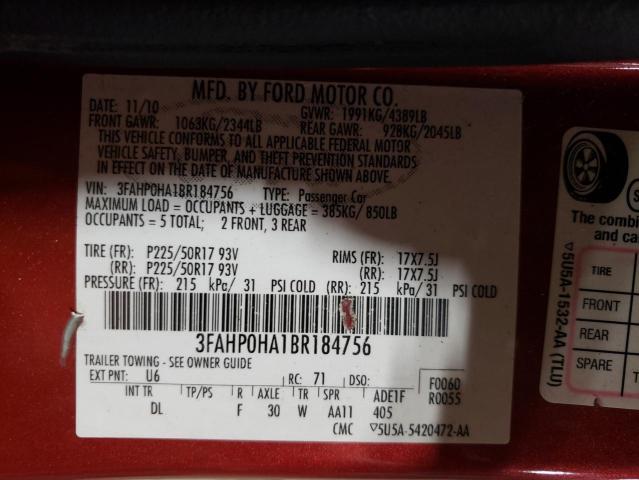 MFD. BY FORD MOTOR CO.
DATE: 11/10 GVWR: 1991KG/4389LB
FRONT GAWR: 1063KG/2344LB REAR GAWR: 928KG/2045LB
THIS VEHICLE CONFORMS TO ALL APPLICABLE FEDERAL MOTOR
VEHICLE SAFETY, BUMPER, AND THEFT PREVENTION STANDARDS
IN EFFECT ON THE DATE OF MANUFACTURE SHOWN ABOVE.
VIN: 3FAHP0HA1BR184756 TYPE: Passenger Car
MAXIMUM LOAD = OCCUPANTS + LUGGAGE = 385KG/ 850LB
OCCUPANTS = 5 TOTAL; 2 FRONT, 3 REAR
TIRE (FR): P225/50R17 93V RIMS (FR): 17X7.5J
(RR): P225/50R17 93V (RR): 17X7.5J
PRESSURE (FR): 215 kPa/ 31 PSI COLD (RR): 215 kPa/ 31 PSI COLD
3FAHP0HA1BR184756
TRAILER TOWING - SEE OWNER GUIDE
EXT PNT: U6 RC: 71 DSO: F0060
INT TR TP/PS R AXLE TR SPR ADE1F R0055
DL F 30 W AA11 405
CMC ▽5U5A-5420472-AA
The combi
and ca
TIRE
FRONT
REAR
SPARE
▽5U5A-1532-AA (TLU)